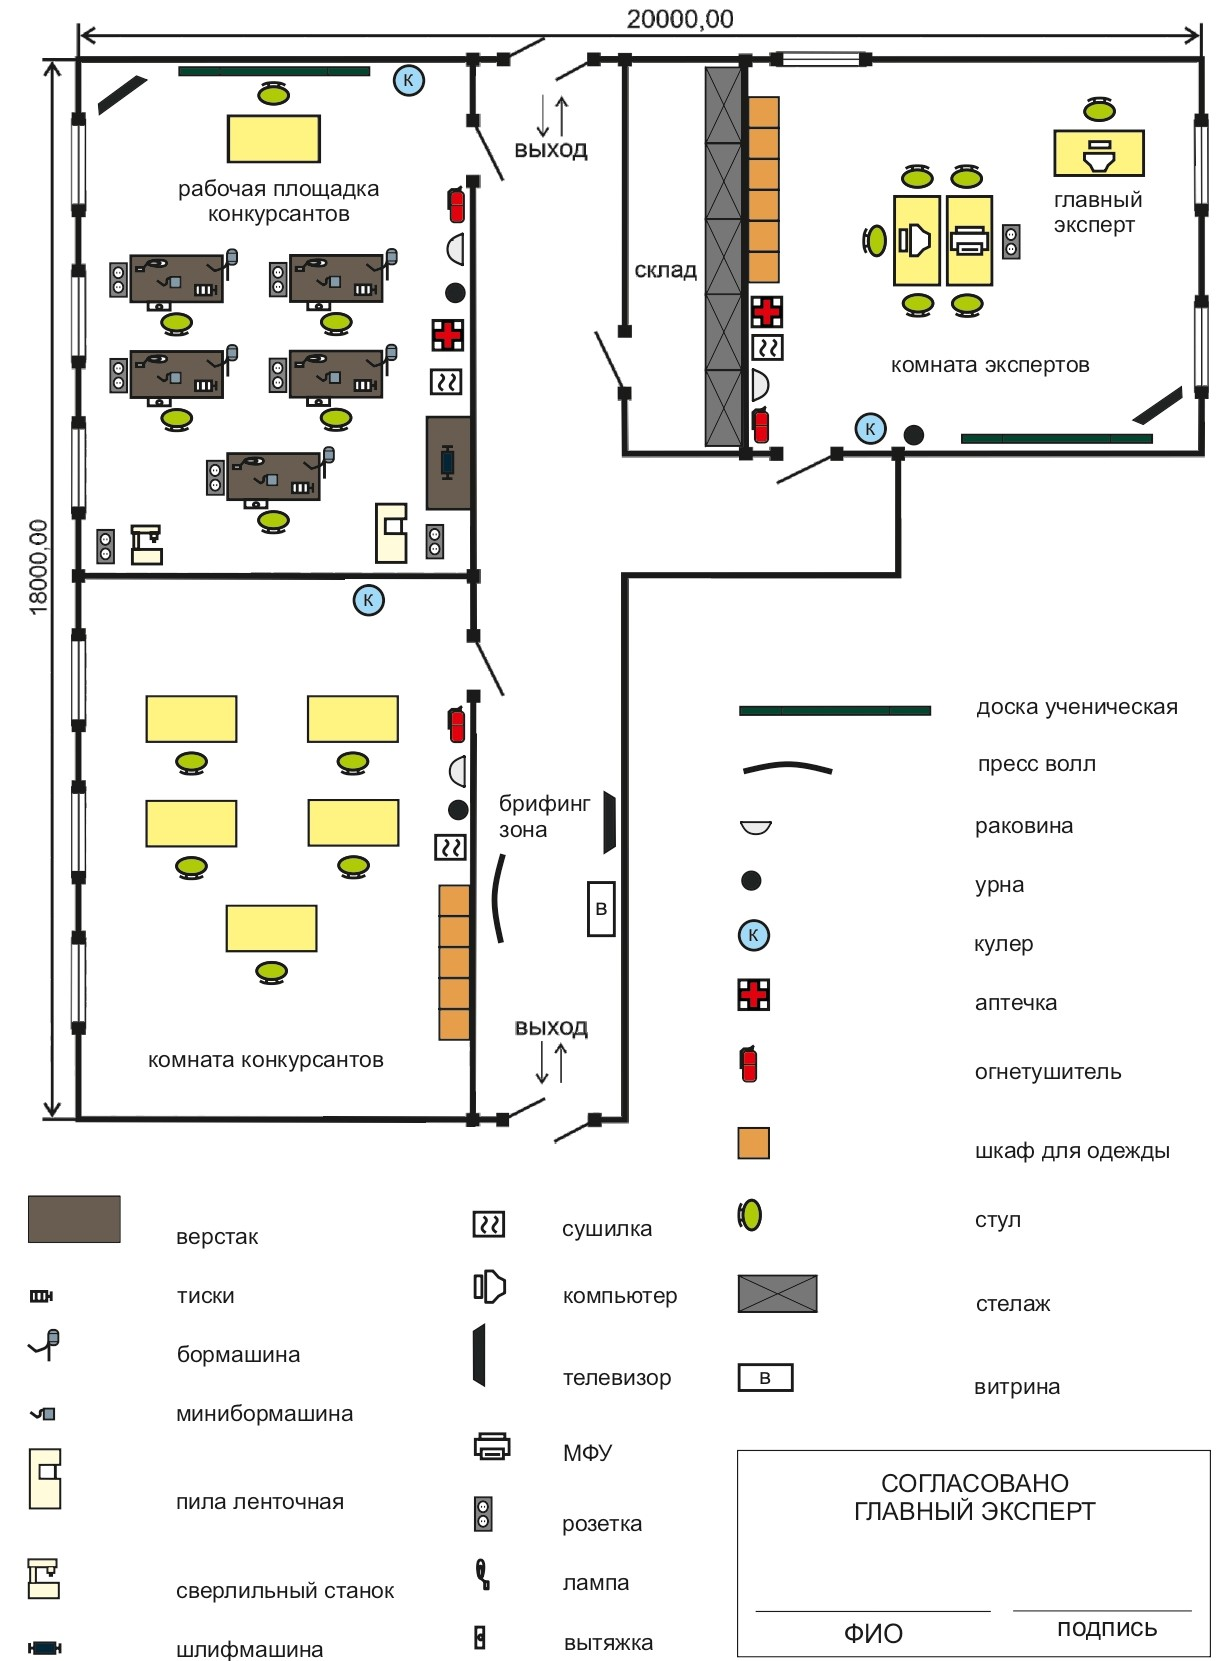 20000,00
К
выход
рабочая площадка
конкурсантов
главный
эксперт
склад
комната экспертов
К
18000,00
К
доска ученическая
пресс волл
брифинг
зона
раковина
урна
В
К
кулер
аптечка
выход
комната конкурсантов
огнетушитель
шкаф для одежды
верстак
сушилка
стул
тиски
компьютер
стелаж
бормашина
телевизор
В
витрина
минибормашина
МФУ
пила ленточная
розетка
сверлильный станок
лампа
шлифмашина
вытяжка
СОГЛАСОВАНО
ГЛАВНЫЙ ЭКСПЕРТ
ФИО
подпись